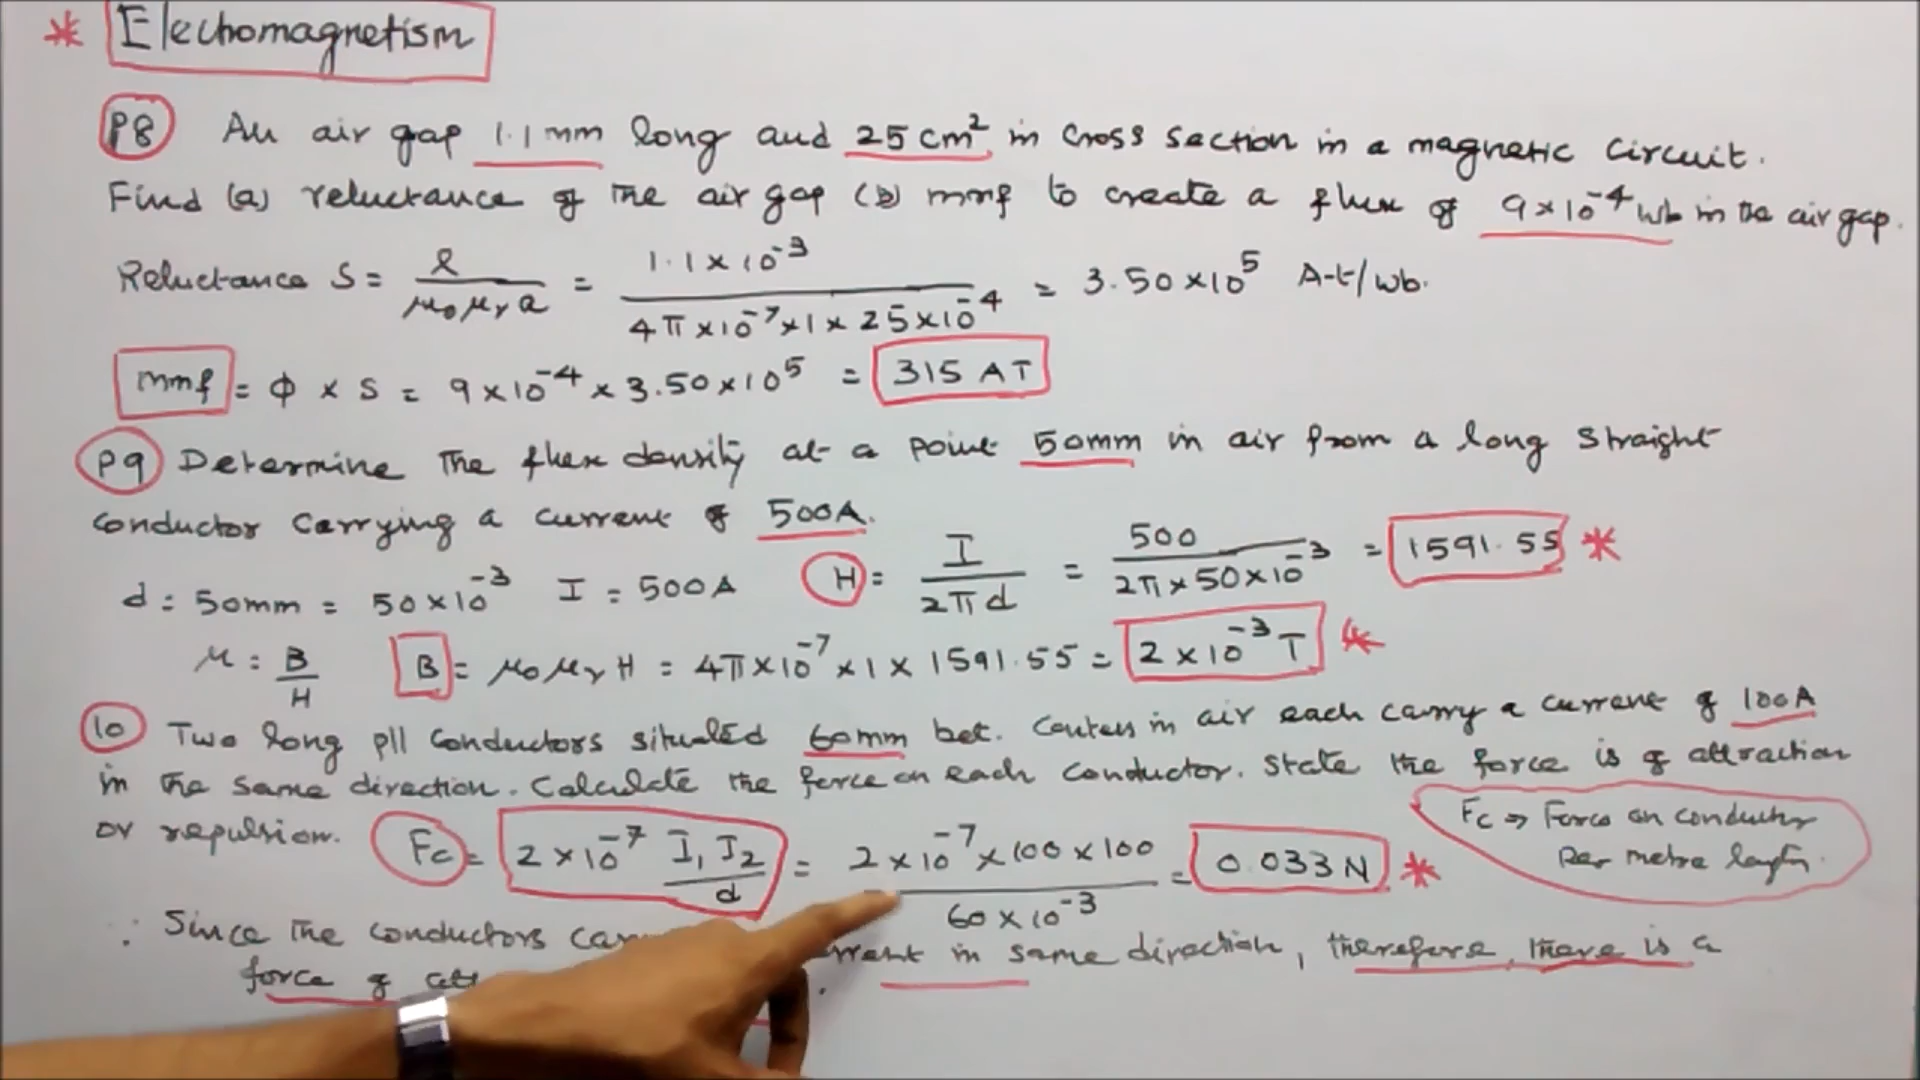 * Electromagnetism
P8 An air gap 1.1 mm long and 25 cm² in cross section in a magnetic circuit.
Find (a) reluctance of the air gap (b) mmf to create a flux of 9×10⁻⁴ wb in the air gap.
Reluctance S = l / μ₀μᵣa = 1.1×10⁻³ / 4π×10⁻⁷×1×25×10⁻⁴ = 3.50×10⁵ A-t/wb.
mmf = Φ × S = 9×10⁻⁴ × 3.50×10⁵ = 315 AT
P9 Determine the flux density at a point 50mm in air from a long straight
conductor carrying a current of 500A.
d = 50mm = 50×10⁻³ I = 500A H = I / 2πd = 500 / 2π×50×10⁻³ = 1591.55 *
μ = B / H B = μ₀μᵣH = 4π×10⁻⁷×1×1591.55 = 2×10⁻³ T *
10 Two long pll conductors situated 60mm bet. centers in air each carry a current of 100A
in the same direction. Calculate the force on each conductor. State the force is of attraction
or repulsion. Fc = 2×10⁻⁷ I₁ I₂ / d = 2×10⁻⁷×100×100 / 60×10⁻³ = 0.033N *
Fc ⇒ Force on conductor
Per metre length.
∴ Since the conductors in same direction, therefore, there is a
force of